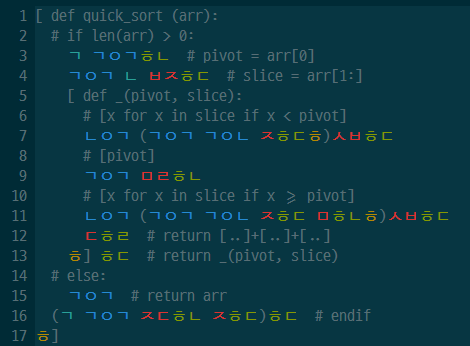 1 [ def quick_sort (arr):
2 # if len(arr) > 0:
3 ㄱ ㄱㅇㄱㅎㄴ # pivot = arr[0]
4 ㄱㅇㄱ ㄴ ㅂㅈㅎㄷ # slice = arr[1:]
5 [ def _(pivot, slice):
6 # [x for x in slice if x < pivot]
7 ㄴㅇㄱ (ㄱㅇㄱ ㄱㅇㄴ ㅈㅎㄷㅎ)ㅅㅂㅎㄷ
8 # [pivot]
9 ㄱㅇㄱ ㅁㄹㅎㄴ
10 # [x for x in slice if x ⩾ pivot]
11 ㄴㅇㄱ (ㄱㅇㄱ ㄱㅇㄴ ㅈㅎㄷ ㅁㅎㄴㅎ)ㅅㅂㅎㄷ
12 ㄷㅎㄹ # return [..]+[..]+[..]
13 ㅎ] ㅎㄷ # return _(pivot, slice)
14 # else:
15 ㄱㅇㄱ # return arr
16 (ㄱ ㄱㅇㄱ ㅈㄷㅎㄴ ㅈㅎㄷ)ㅎㄷ # endif
17 ㅎ]